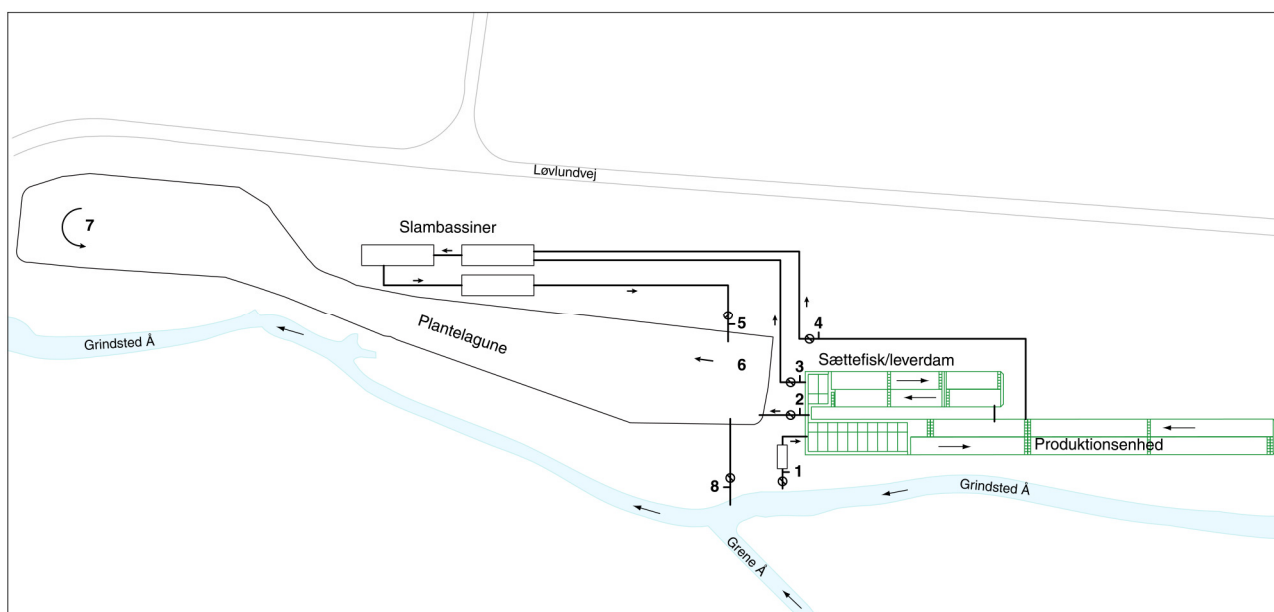 Løvlundvej
7
Slambassiner
5
4
Plantelagune
Grindsted Å
6
Sættefisk/leverdam
3
2
Produktionsenhed
1
8
Grindsted Å
Grene Å